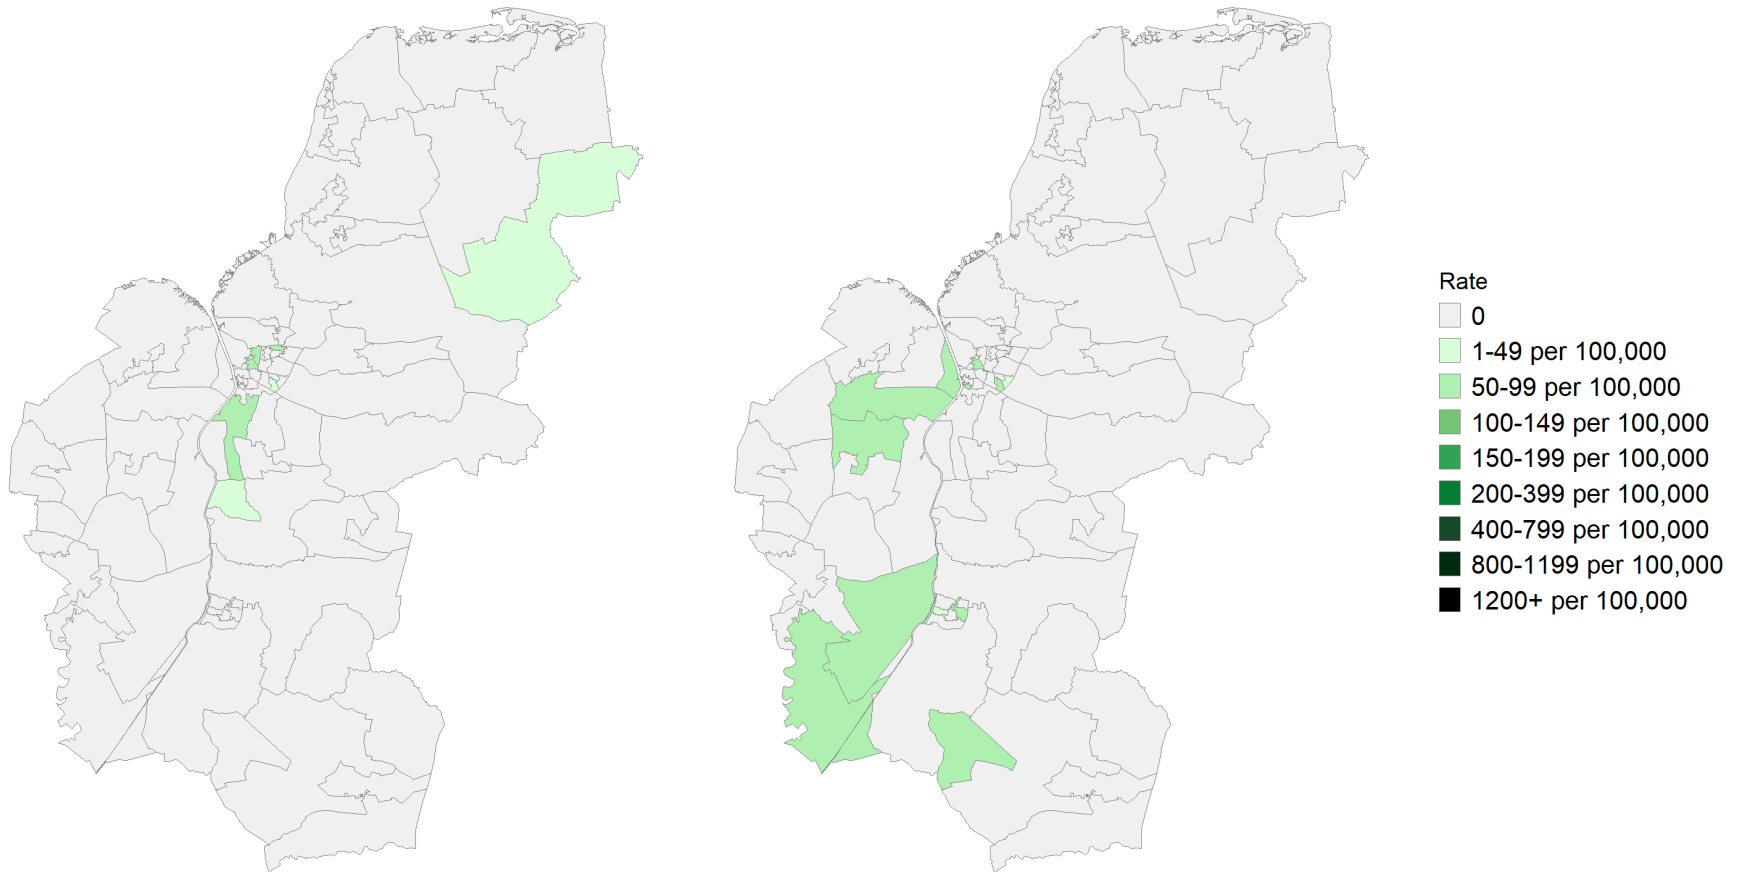 Rate
0
1-49 per 100,000
50-99 per 100,000
100-149 per 100,000
150-199 per 100,000
200-399 per 100,000
400-799 per 100,000
800-1199 per 100,000
1200+ per 100,000